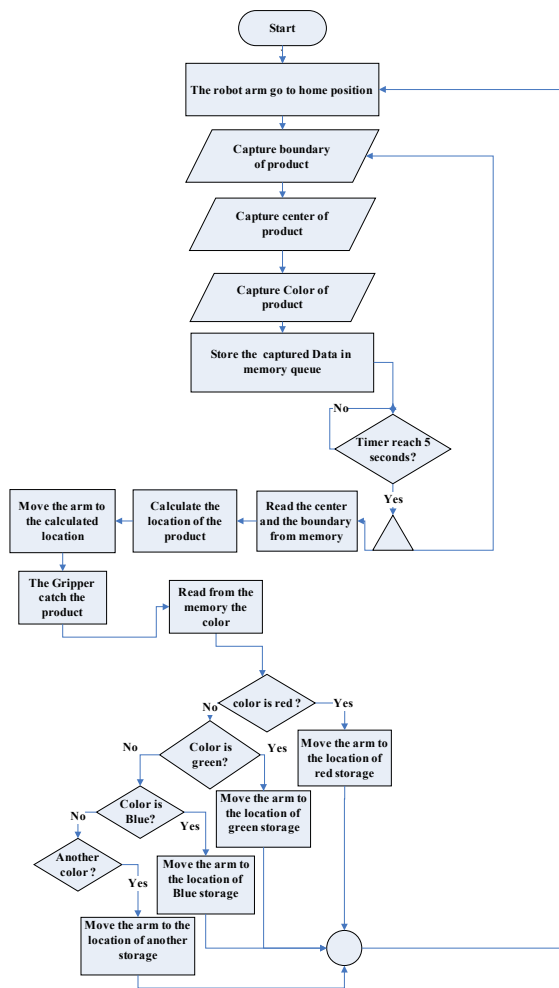 Start
The robot arm go to home position
Capture boundary
of product
Capture center of
product
Capture Color of
product
Store the captured Data in
memory queue
No
Timer reach 5
seconds?
Yes
Move the arm to
the calculated
location
Calculate the
location of the
product
Read the center
and the boundary
from memory
The Gripper
catch the
product
Read from the
memory the
color
color is red ?
Yes
No
Move the arm to
the location of
red storage
Color is
green?
Yes
No
Move the arm to
the location of
green storage
Color is
Blue?
Yes
No
Move the arm to
the location of
Blue storage
Another
color ?
Yes
Move the arm to the
location of another
storage